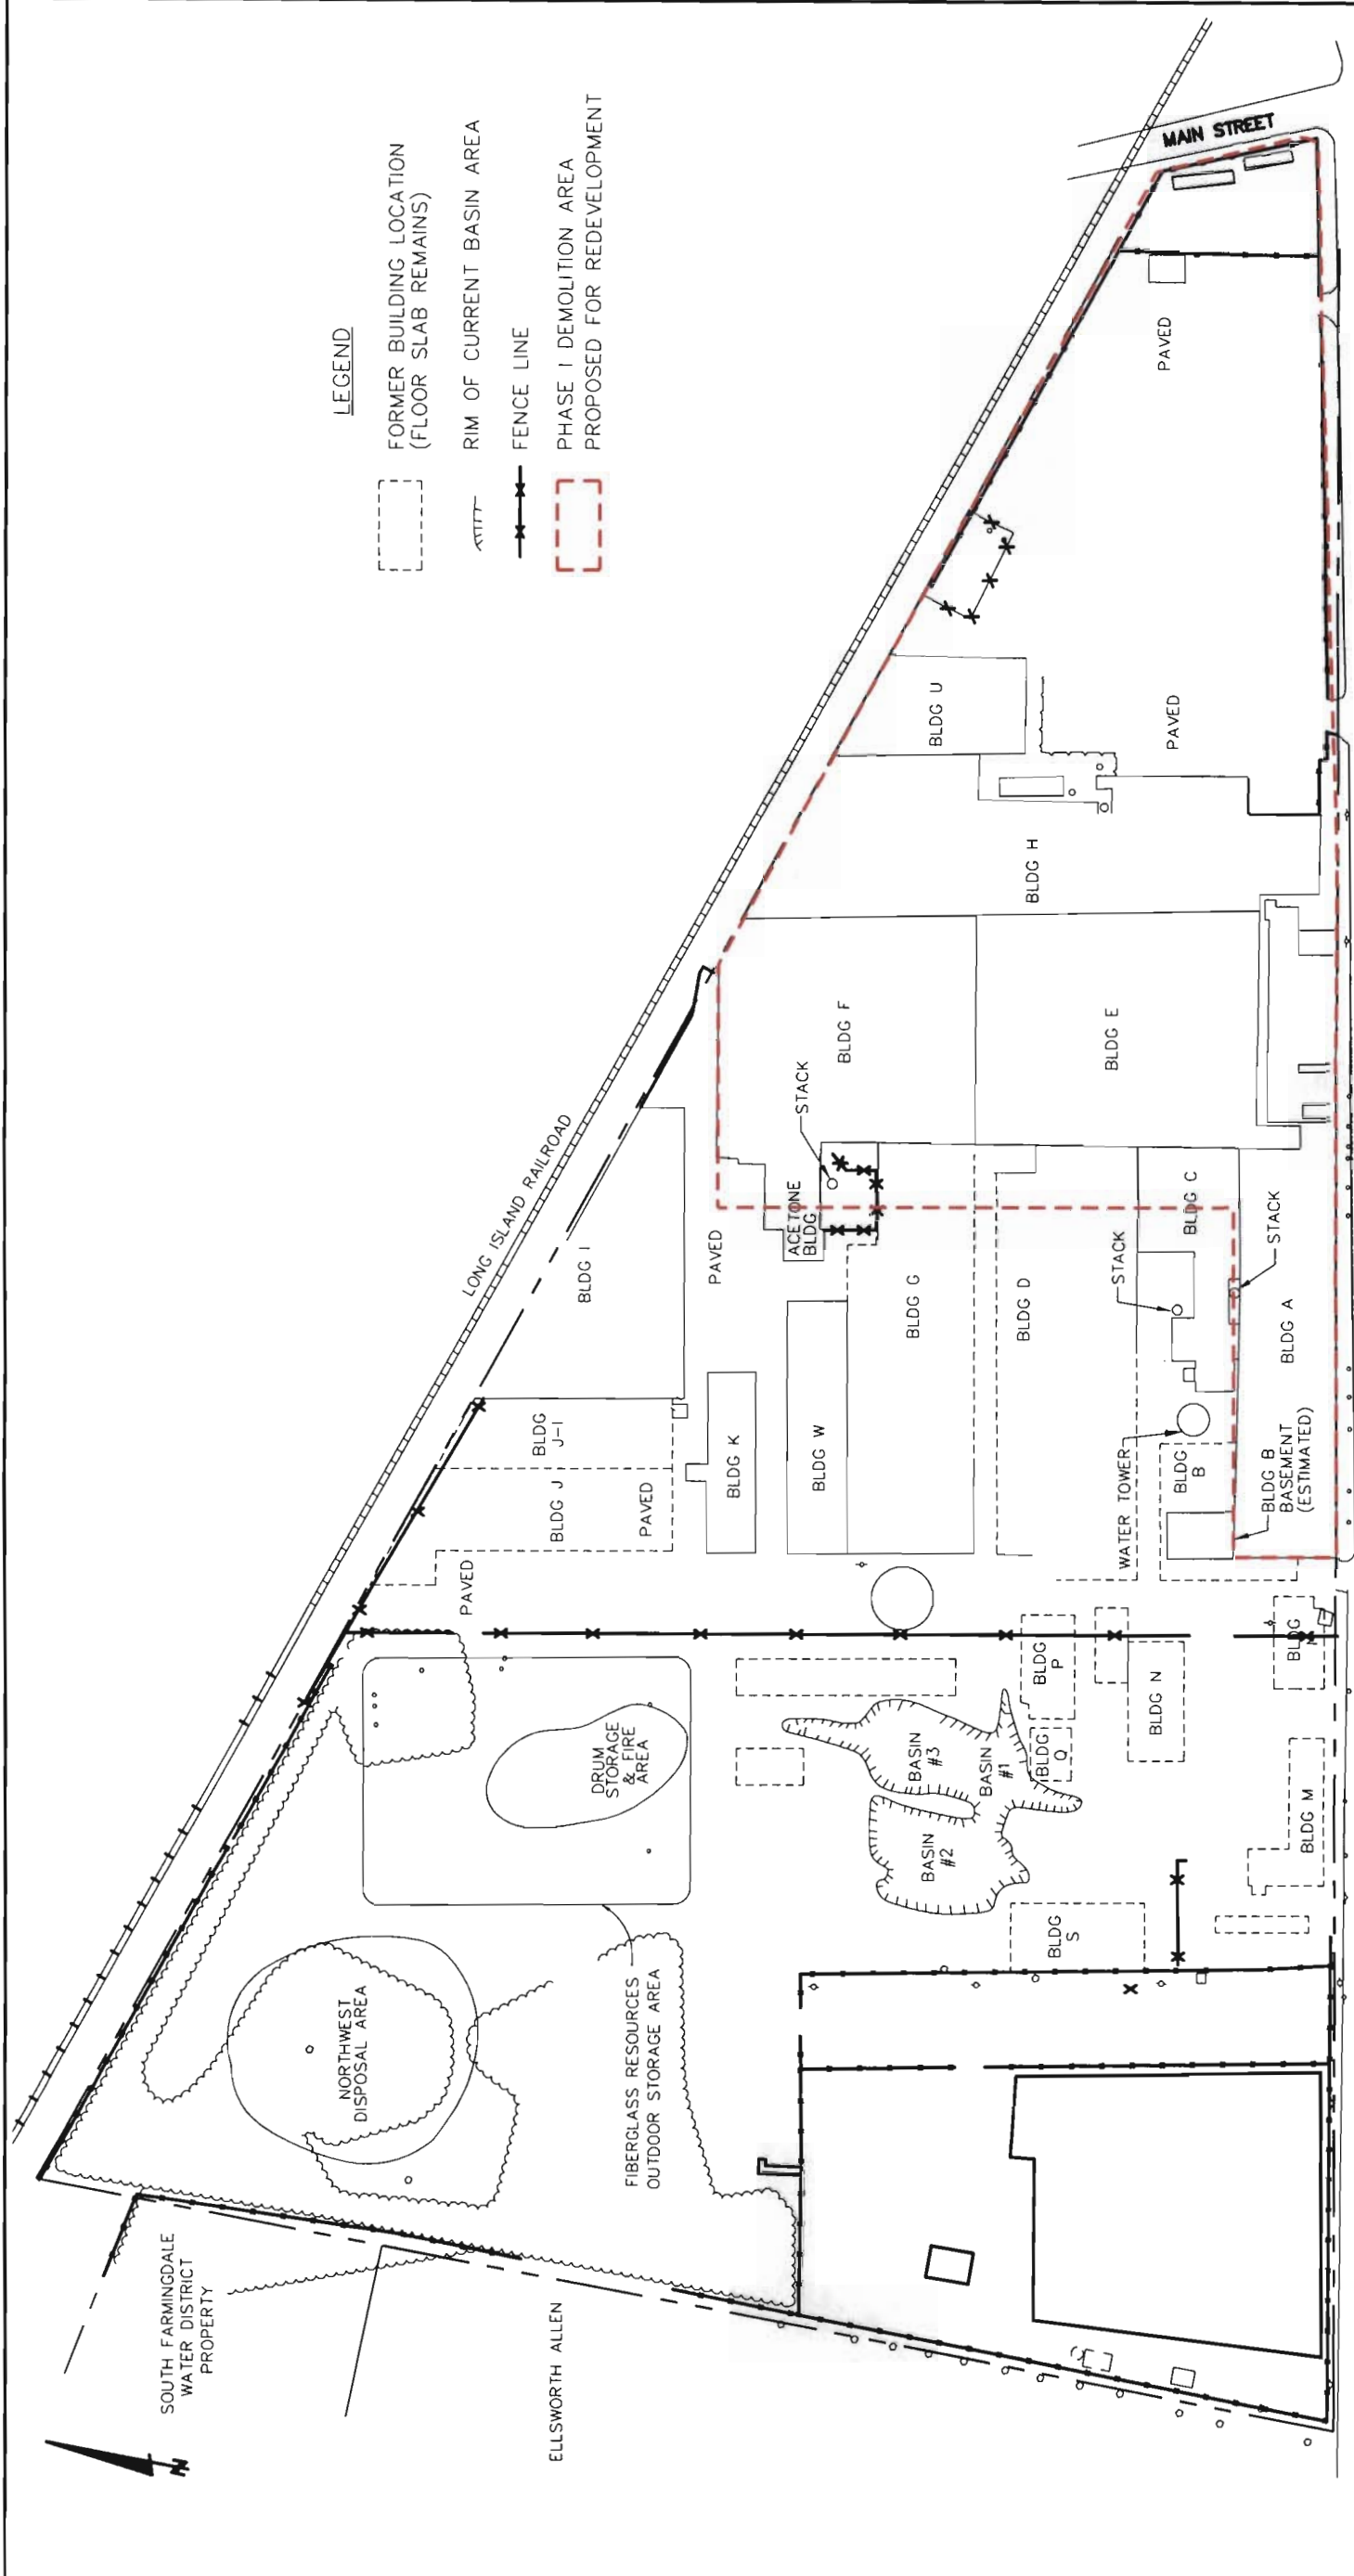 LEGEND
FORMER BUILDING LOCATION
(FLOOR SLAB REMAINS)
RIM OF CURRENT BASIN AREA
FENCE LINE
PHASE I DEMOLITION AREA
PROPOSED FOR REDEVELOPMENT
MAIN STREET
LONG ISLAND RAILROAD
SOUTH FARMINGDALE
WATER DISTRICT
PROPERTY
ELLSWORTH ALLEN
N
NORTHWEST
DISPOSAL AREA
FIBERGLASS RESOURCES
OUTDOOR STORAGE AREA
DRUM
STORAGE
& FIRE
AREA
PAVED
BLDG J
PAVED
BLDG
J-I
BLDG I
BLDG K
PAVED
BLDG W
ACETONE
BLDG
STACK
BLDG F
BLDG G
BLDG D
BLDG E
BLDG H
BLDG U
PAVED
PAVED
BASIN
#3
BASIN
#1
BASIN
#2
BLDG
P
BLDG
Q
BLDG
S
BLDG N
BLDG M
BLDG
WATER TOWER
BLDG
B
STACK
BLDG C
STACK
BLDG A
BLDG B
BASEMENT
(ESTIMATED)